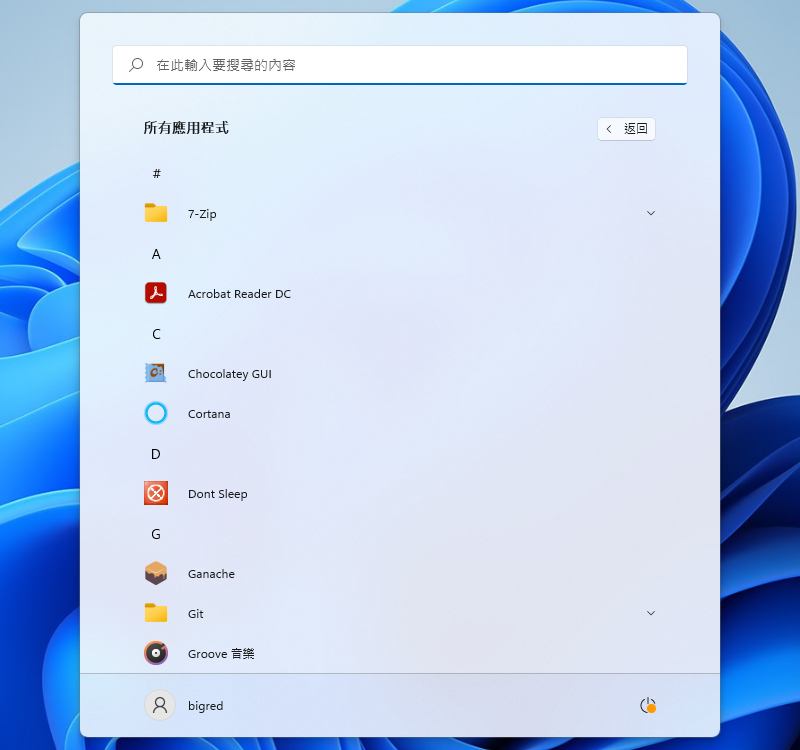 在此輸入要搜尋的內容
所有應用程式
返回
#
7-Zip
A
Acrobat Reader DC
C
Chocolatey GUI
Cortana
D
Dont Sleep
G
Ganache
Git
Groove 音樂
bigred